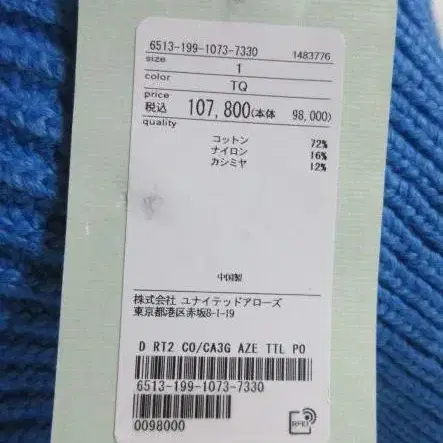 6513-199-1073-7330
size 1483776
1
color
TQ
price
税込 107,800(本体 98,000)
quality
コットン 72%
ナイロン 16%
カシミヤ 12%
中国製
株式会社 ユナイテッドアローズ
東京都港区赤坂8-1-19
D RT2 CO/CA3G AZE TTL PO
6513-199-1073-7330
0098000
RFID